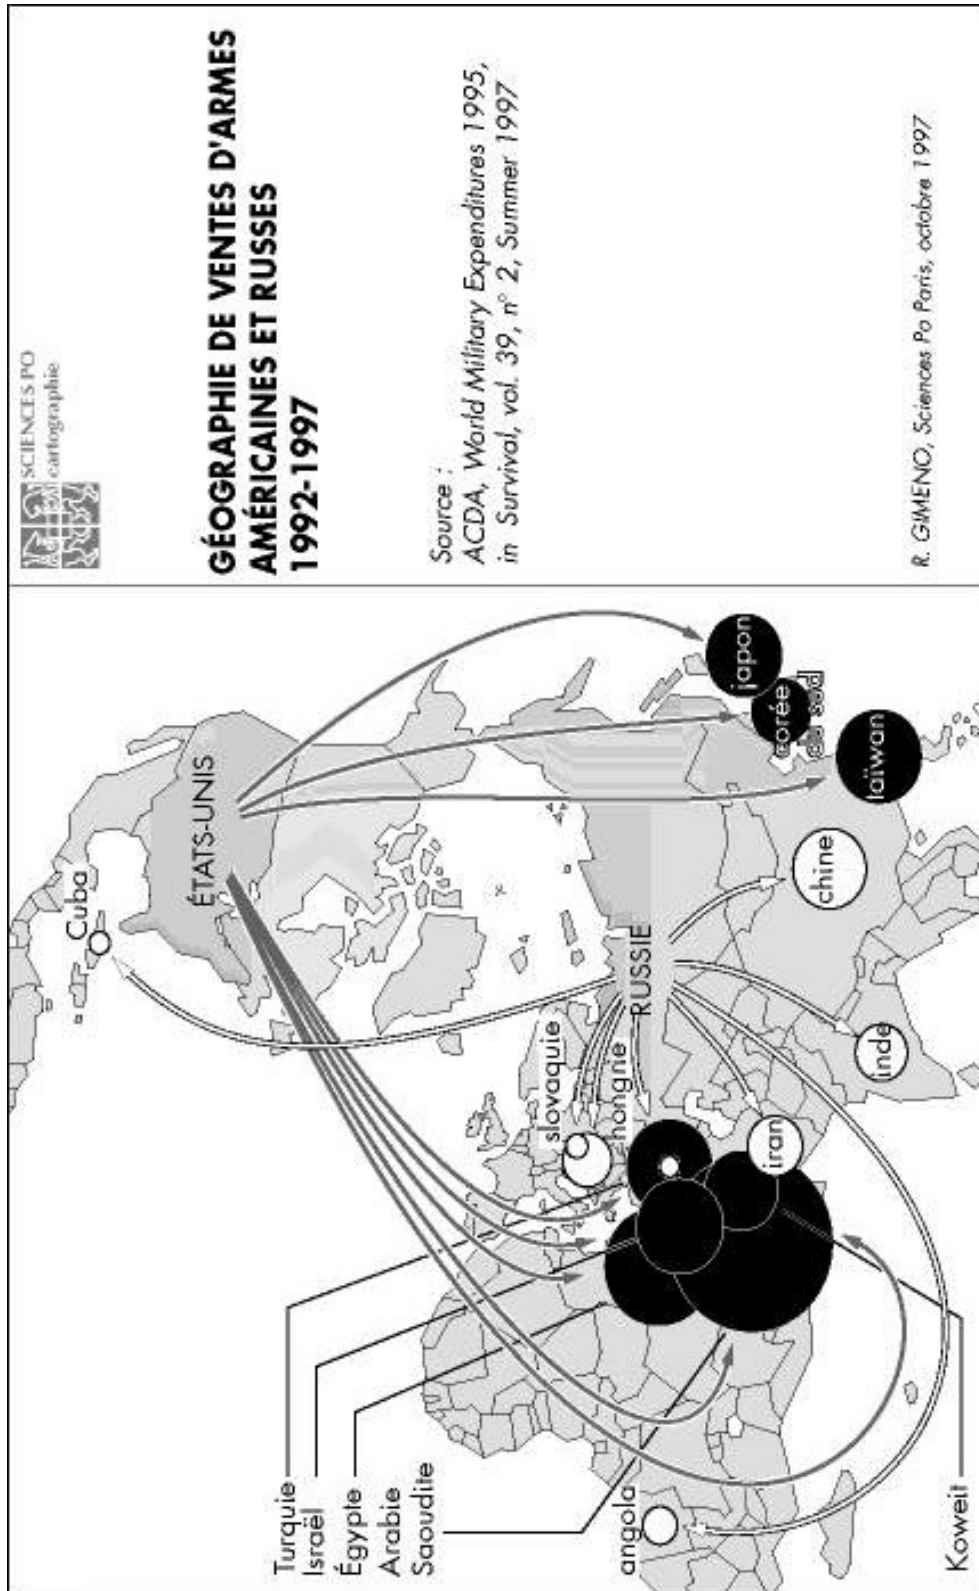 SCIENCES PO
cartographie
GÉOGRAPHIE DE VENTES D'ARMES
AMÉRICAINES ET RUSSES
1992-1997
Source :
ACDA, World Military Expenditures 1995,
in Survival, vol. 39, n° 2, Summer 1997
R. GIMENO, Sciences Po Paris, octobre 1997
Cuba
ÉTATS-UNIS
japon
corée
du sud
taïwan
chine
RUSSIE
inde
slovaquie
hongrie
iran
Turquie
Israël
Égypte
Arabie
Saoudite
angola
Koweit